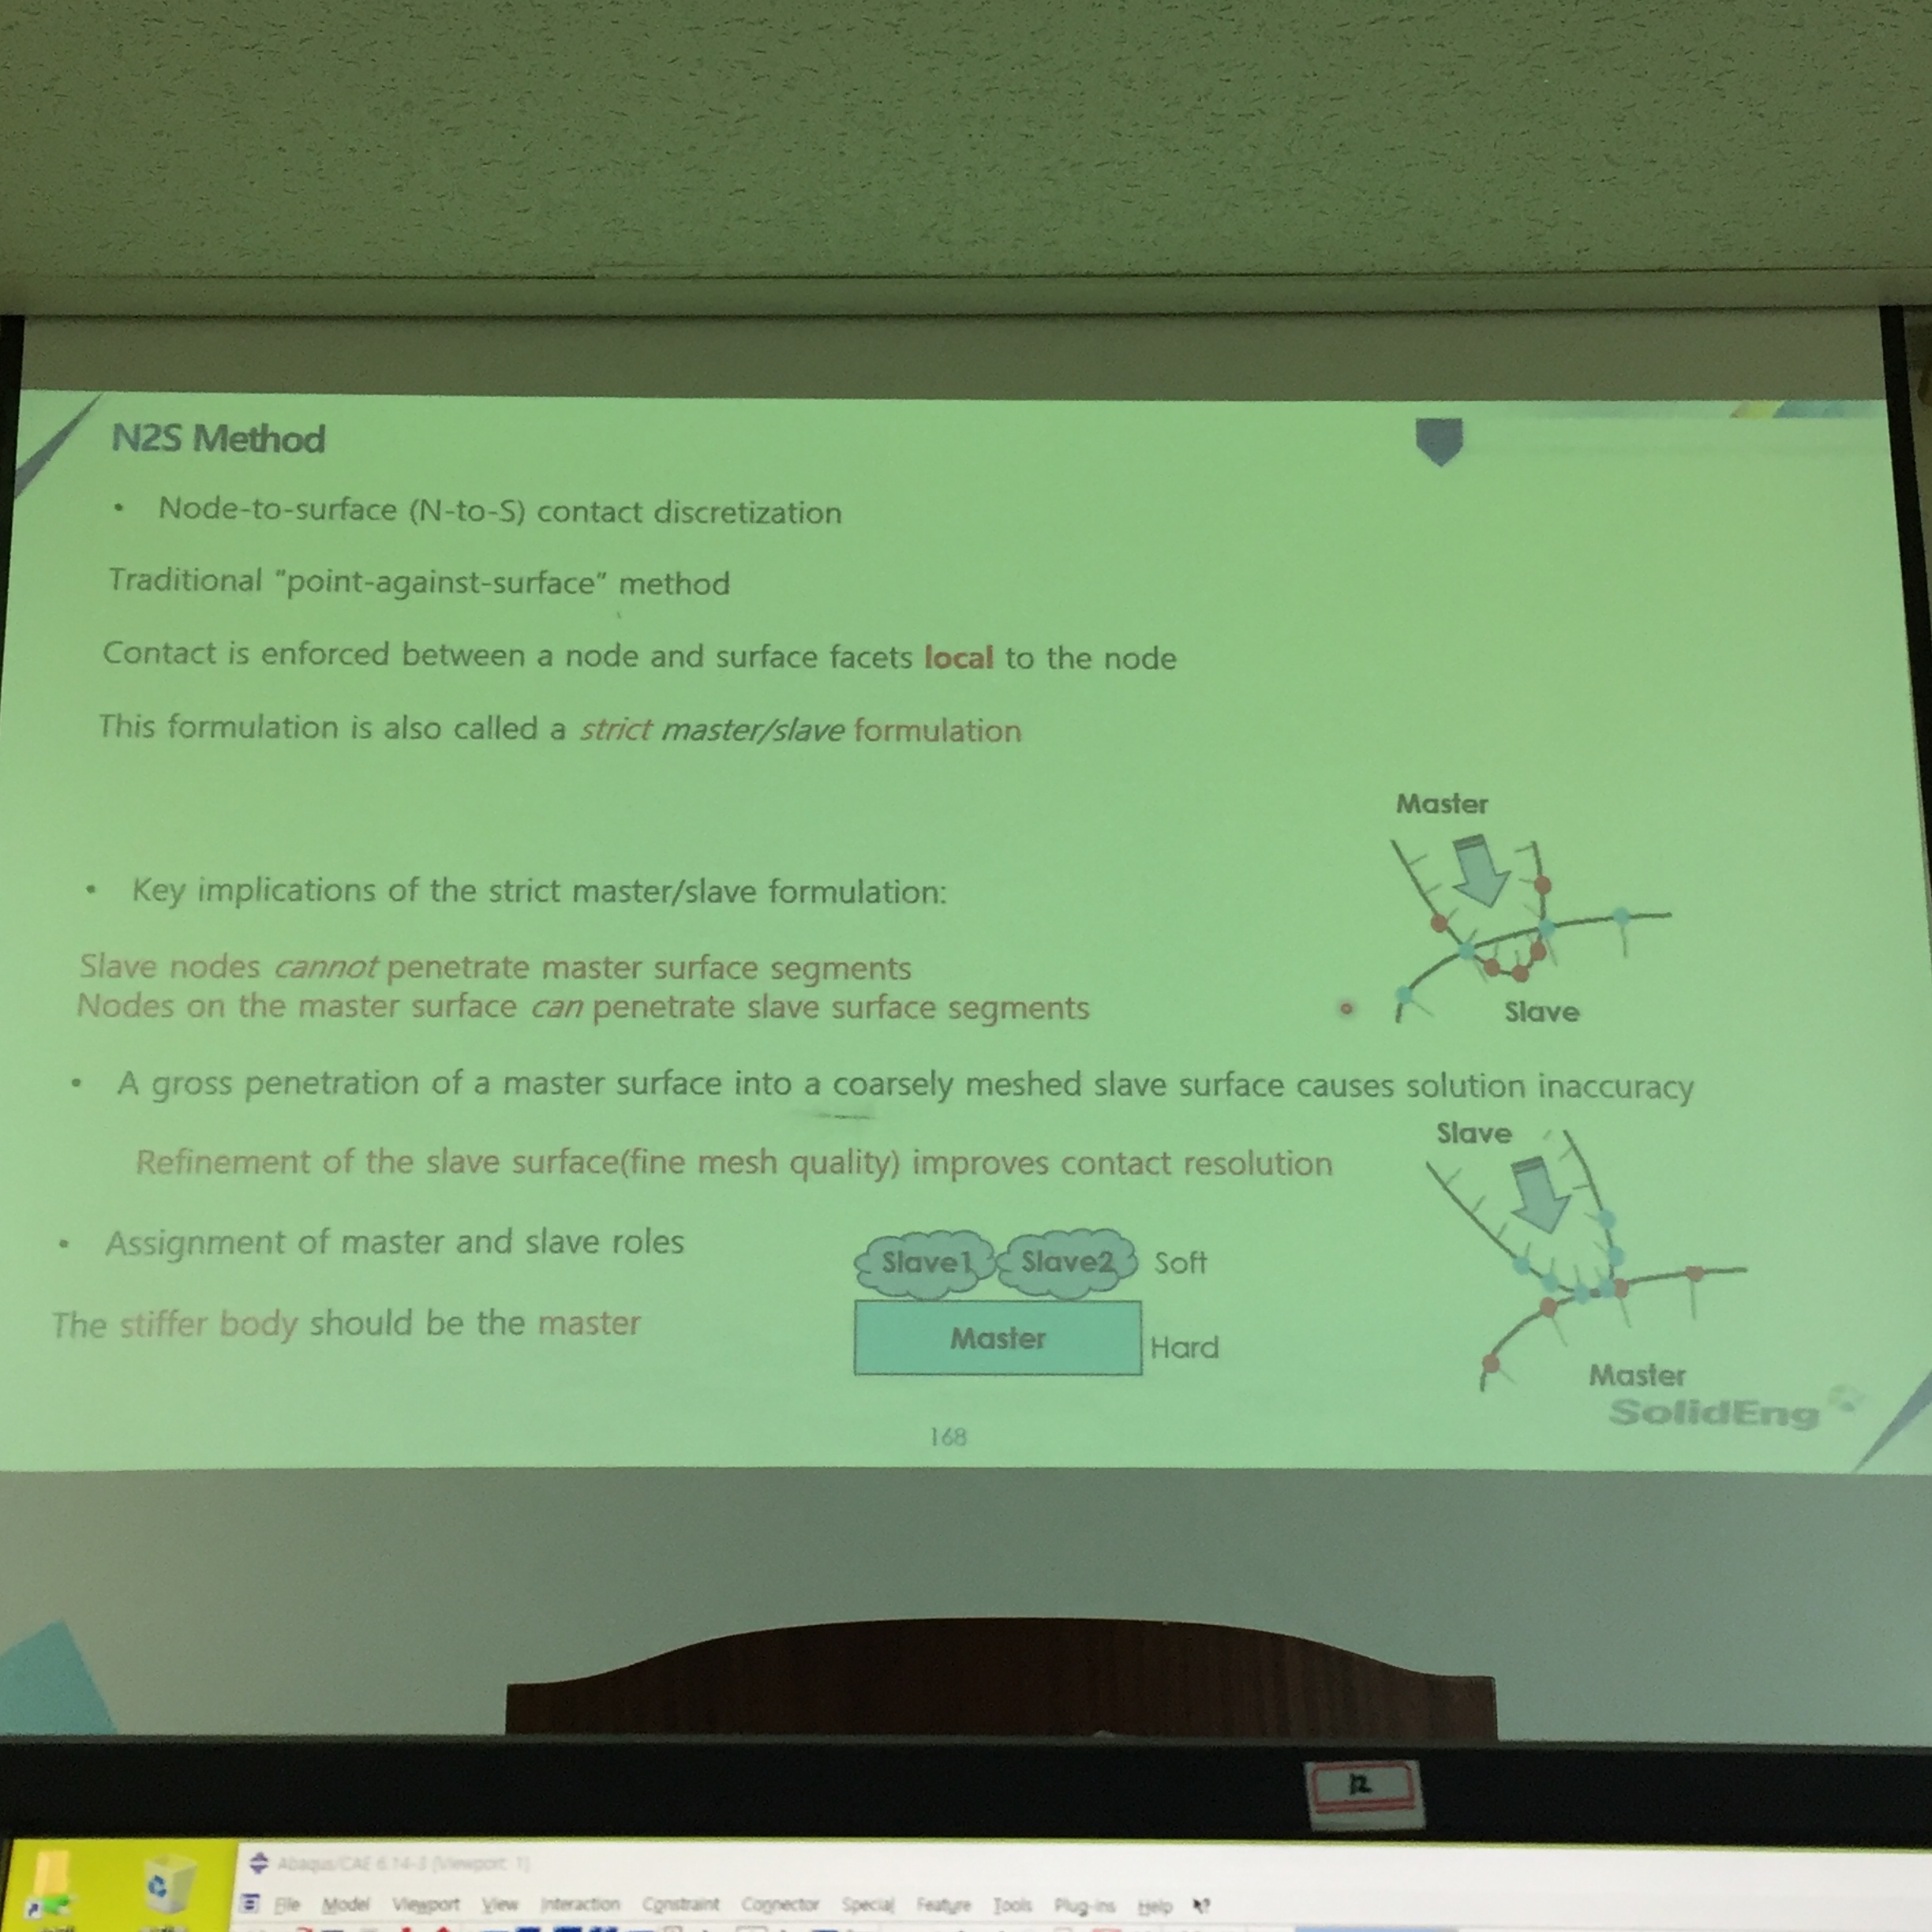 N2S Method
• Node-to-surface (N-to-S) contact discretization
Traditional "point-against-surface" method
Contact is enforced between a node and surface facets local to the node
This formulation is also called a strict master/slave formulation
Master
• Key implications of the strict master/slave formulation:
Slave nodes cannot penetrate master surface segments
Nodes on the master surface can penetrate slave surface segments
Slave
• A gross penetration of a master surface into a coarsely meshed slave surface causes solution inaccuracy
Slave
Refinement of the slave surface(fine mesh quality) improves contact resolution
• Assignment of master and slave roles
Slave1 Slave2 Soft
The stiffer body should be the master
Master Hard
Master
SolidEng
168
12
Abaqus/CAE 6.14-3 (Viewport: 1)
File Model Viewport View Interaction Constraint Connector Special Feature Tools Plug-ins Help